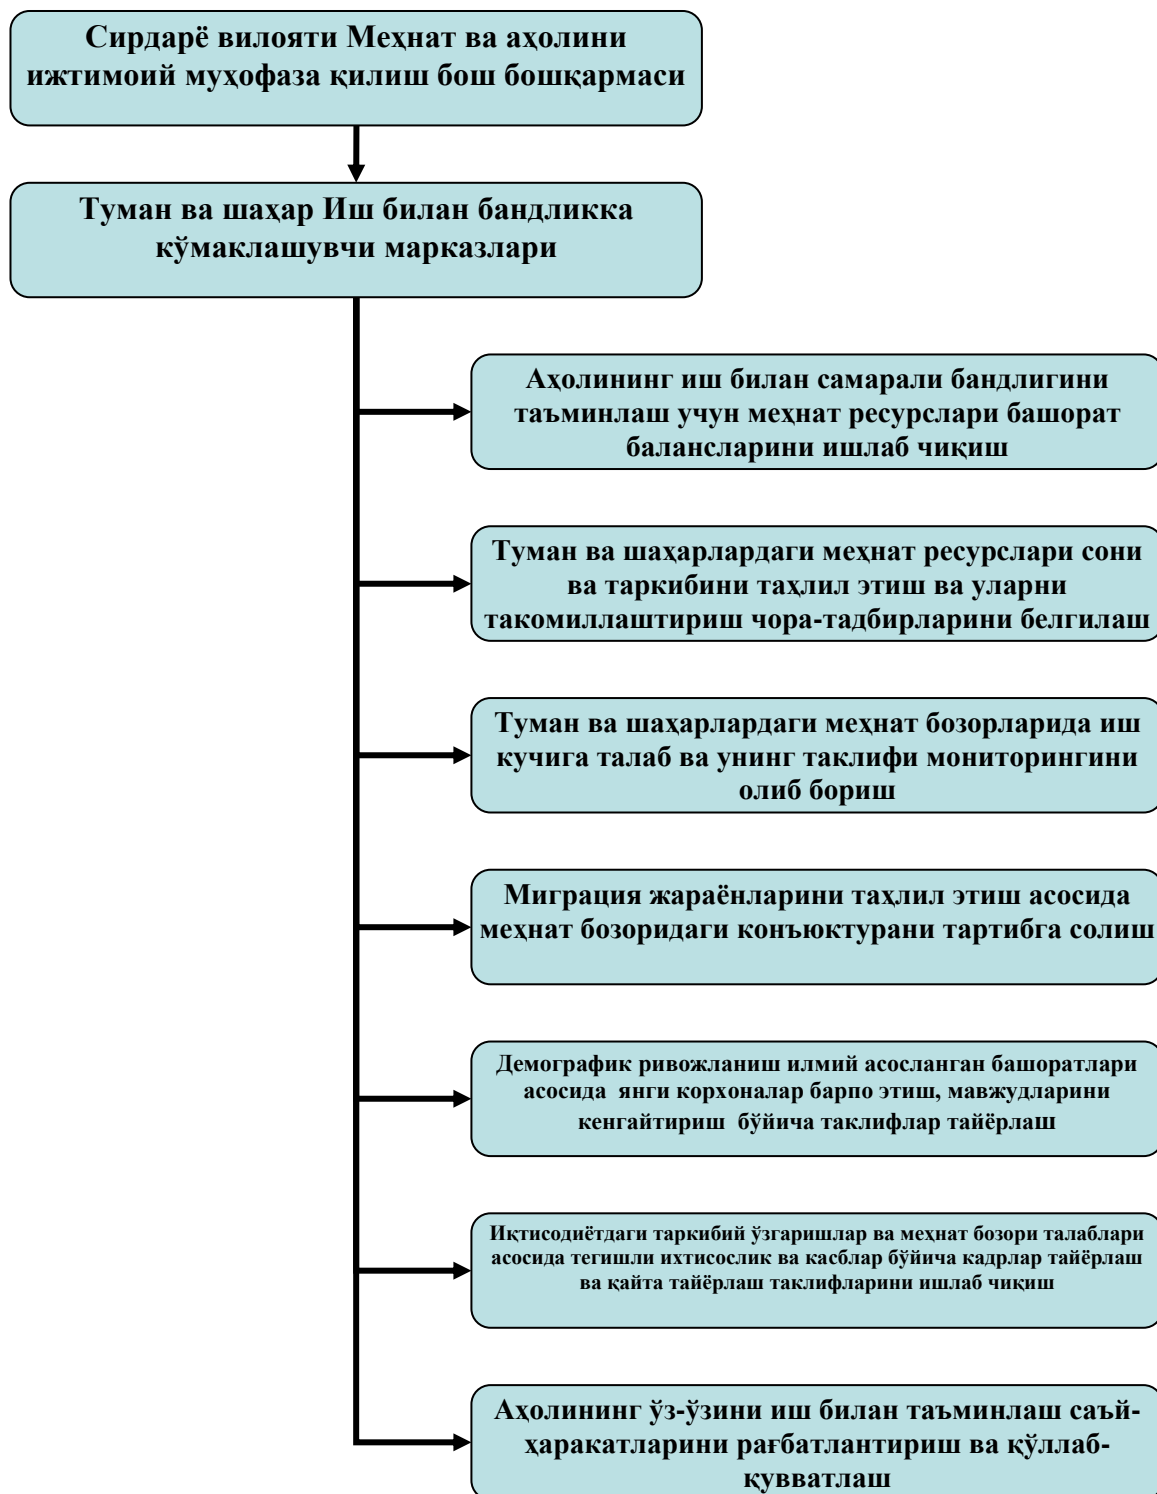 Сирдарё вилояти Меҳнат ва аҳолини
ижтимоий муҳофаза қилиш бош бошқармаси
Туман ва шаҳар Иш билан бандликка
кўмаклашувчи марказлари
Аҳолининг иш билан самарали бандлигини
таъминлаш учун меҳнат ресурслари башорат
балансларини ишлаб чиқиш
Туман ва шаҳарлардаги меҳнат ресурслари сони
ва таркибини таҳлил этиш ва уларни
такомиллаштириш чора-тадбирларини белгилаш
Туман ва шаҳарлардаги меҳнат бозорларида иш
кучига талаб ва унинг таклифи мониторингини
олиб бориш
Миграция жараёнларини таҳлил этиш асосида
меҳнат бозоридаги конъюктурани тартибга солиш
Демографик ривожланиш илмий асосланган башоратлари
асосида янги корхоналар барпо этиш, мавжудларини
кенгайтириш бўйича таклифлар тайёрлаш
Иқтисодиётдаги таркибий ўзгаришлар ва меҳнат бозори талаблари
асосида тегишли ихтисослик ва касблар бўйича кадрлар тайёрлаш
ва қайта тайёрлаш таклифларини ишлаб чиқиш
Аҳолининг ўз-ўзини иш билан таъминлаш саъй-
ҳаракатларини рағбатлантириш ва қўллаб-
қувватлаш